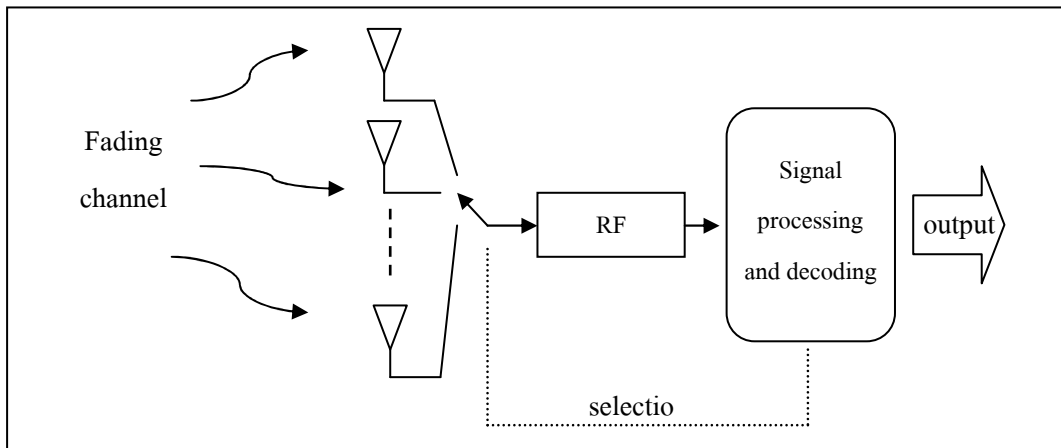 Fading
channel
RF
Signal
processing
and decoding
output
selectio